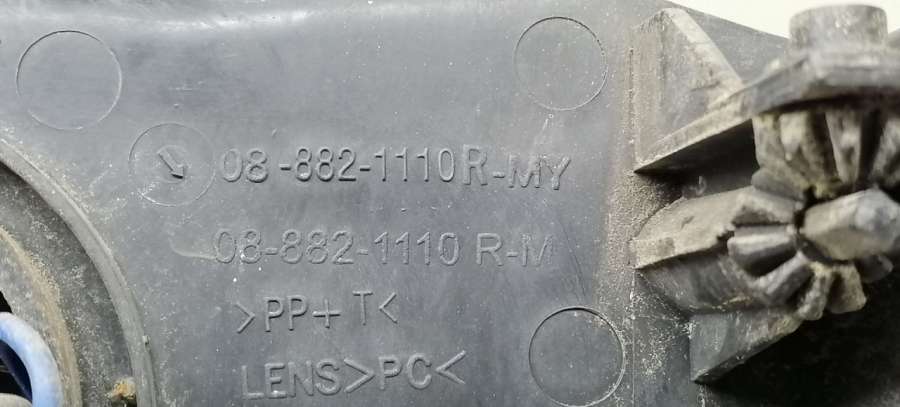 08-882-1110R-MY
08-882-1110 R-M
>PP+T<
LENS>PC<